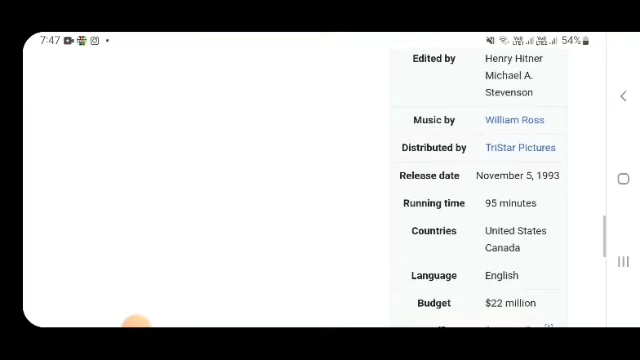 7:47
54%
Edited by Henry Hitner
Michael A.
Stevenson
Music by William Ross
Distributed by TriStar Pictures
Release date November 5, 1993
Running time 95 minutes
Countries United States
Canada
Language English
Budget $22 million